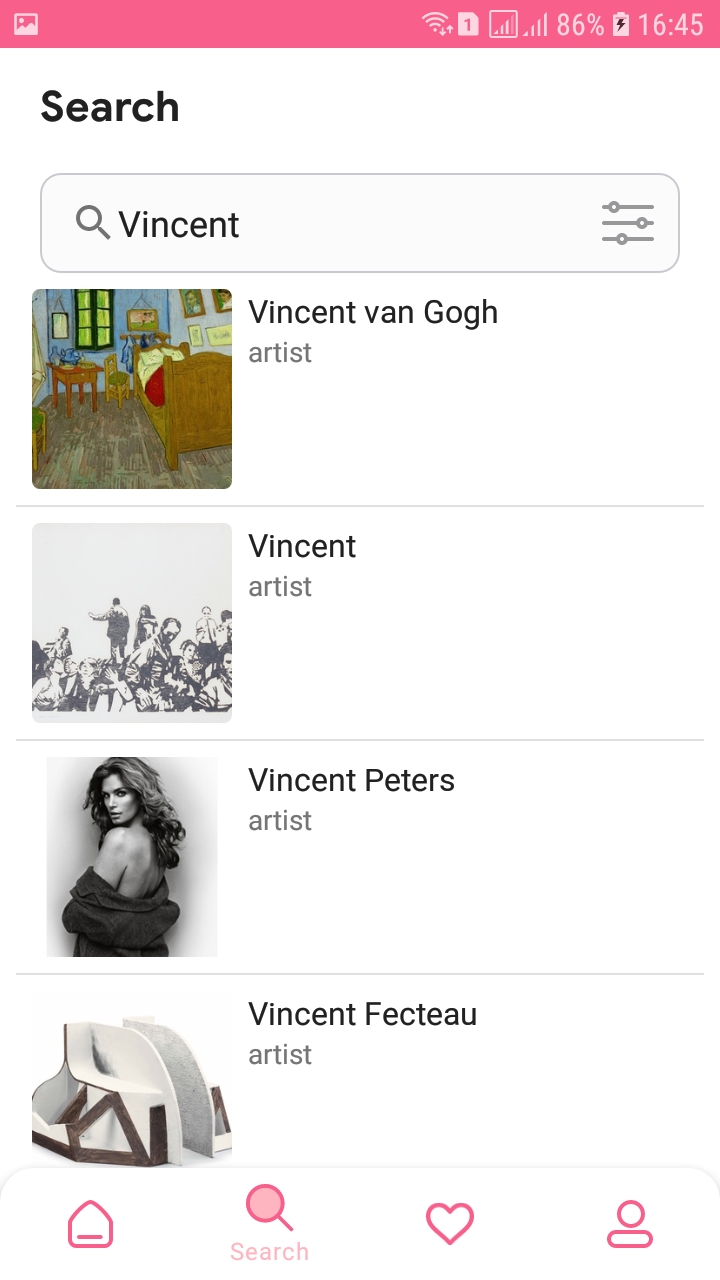 1 86% 16:45
Search
Vincent
Vincent van Gogh
artist
Vincent
artist
Vincent Peters
artist
Vincent Fecteau
artist
Search